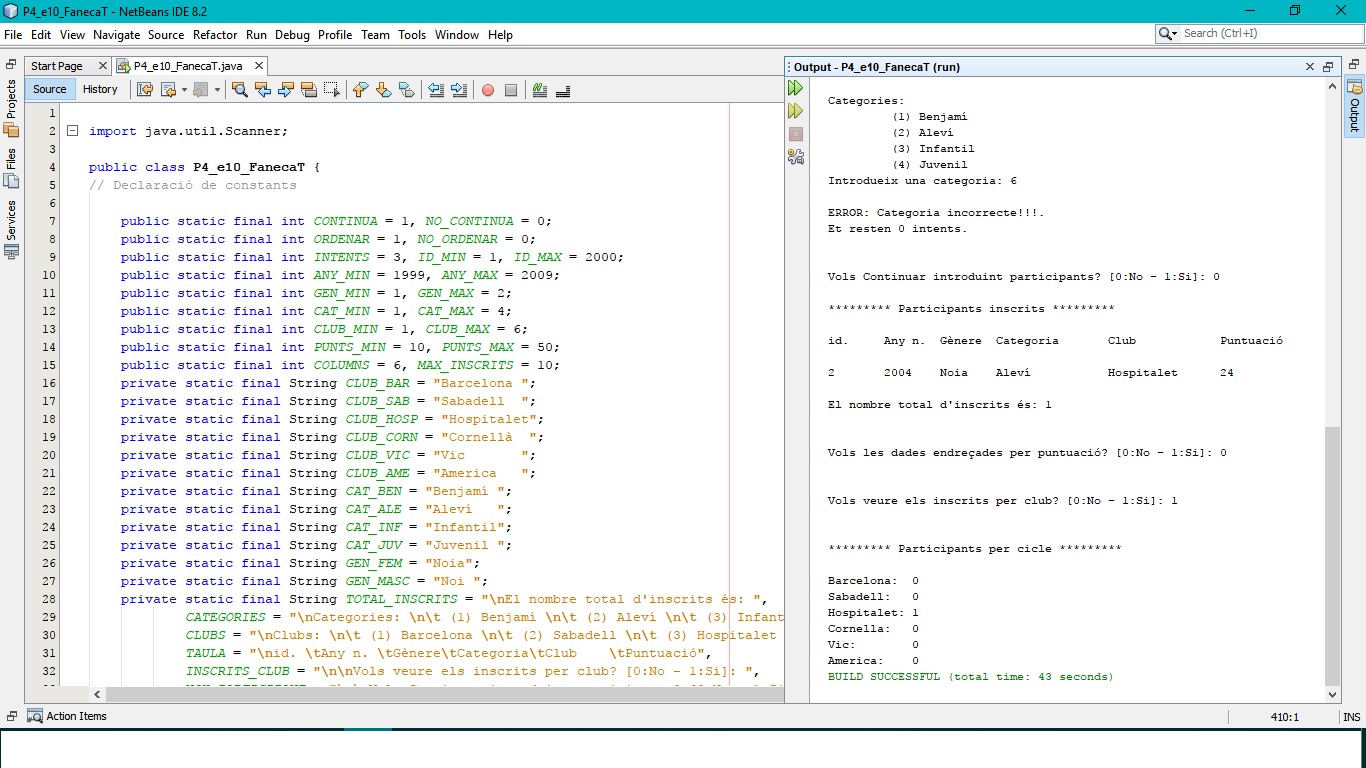 P4_e10_FanecaT - NetBeans IDE 8.2
File Edit View Navigate Source Refactor Run Debug Profile Team Tools Window Help
Search (Ctrl+I)
Start Page
P4_e10_FanecaT.java
Source History
Projects
Files
Services
1
2 import java.util.Scanner;
3
4 public class P4_e10_FanecaT {
5 // Declaració de constants
6
7 public static final int CONTINUA = 1, NO_CONTINUA = 0;
8 public static final int ORDENAR = 1, NO_ORDENAR = 0;
9 public static final int INTENTS = 3, ID_MIN = 1, ID_MAX = 2000;
10 public static final int ANY_MIN = 1999, ANY_MAX = 2009;
11 public static final int GEN_MIN = 1, GEN_MAX = 2;
12 public static final int CAT_MIN = 1, CAT_MAX = 4;
13 public static final int CLUB_MIN = 1, CLUB_MAX = 6;
14 public static final int PUNTS_MIN = 10, PUNTS_MAX = 50;
15 public static final int COLUMNS = 6, MAX_INSCRITS = 10;
16 private static final String CLUB_BAR = "Barcelona ";
17 private static final String CLUB_SAB = "Sabadell  ";
18 private static final String CLUB_HOSP = "Hospitalet";
19 private static final String CLUB_CORN = "Cornellà  ";
20 private static final String CLUB_VIC = "Vic       ";
21 private static final String CLUB_AME = "America   ";
22 private static final String CAT_BEN = "Benjamí ";
23 private static final String CAT_ALE = "Aleví   ";
24 private static final String CAT_INF = "Infantil";
25 private static final String CAT_JUV = "Juvenil ";
26 private static final String GEN_FEM = "Noia";
27 private static final String GEN_MASC = "Noi ";
28 private static final String TOTAL_INSCRITS = "\nEl nombre total d'inscrits és: ",
29 CATEGORIES = "\nCategories: \n\t (1) Benjamí \n\t (2) Aleví \n\t (3) Infant
30 CLUBS = "\nClubs: \n\t (1) Barcelona \n\t (2) Sabadell \n\t (3) Hospitalet
31 TAULA = "\nid. \tAny n. \tGènere\tCategoria\tClub    \tPuntuació",
32 INSCRITS_CLUB = "\n\nVols veure els inscrits per club? [0:No - 1:Si]: ",
Output - P4_e10_FanecaT (run)
Output
Categories:
(1) Benjamí
(2) Aleví
(3) Infantil
(4) Juvenil
Introdueix una categoria: 6
ERROR: Categoria incorrecte!!!.
Et resten 0 intents.
Vols Continuar introduint participants? [0:No - 1:Si]: 0
********* Participants inscrits *********
id. Any n. Gènere Categoria Club Puntuació
2 2004 Noia Aleví Hospitalet 24
El nombre total d'inscrits és: 1
Vols les dades endreçades per puntuació? [0:No - 1:Si]: 0
Vols veure els inscrits per club? [0:No - 1:Si]: 1
********* Participants per cicle *********
Barcelona: 0
Sabadell: 0
Hospitalet: 1
Cornella: 0
Vic: 0
America: 0
BUILD SUCCESSFUL (total time: 43 seconds)
Action Items
410:1
INS